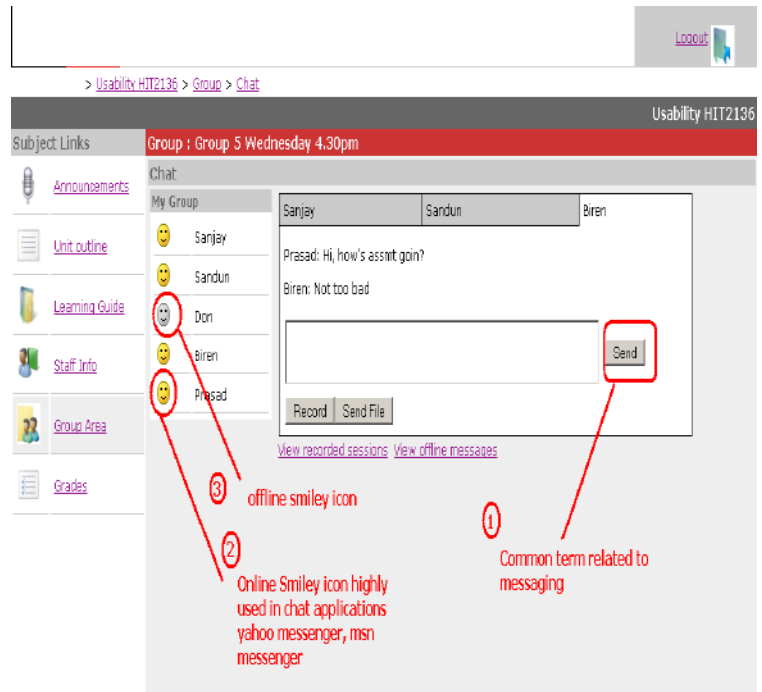 Logout
> Usability HIT2136 > Group > Chat
Usability HIT2136
Subject Links
Group : Group 5 Wednesday 4.30pm
Announcements
Unit outline
Learning Guide
Staff Info
Group Area
Grades
Chat
My Group
Sanjay
Sandun
Don
Biren
Prasad
Sanjay Sandun Biren
Prasad: Hi, how's assmt goin?
Biren: Not too bad
Send
Record Send File
View recorded sessions View offline messages
3
offline smiley icon
1
Common term related to
messaging
2
Online Smiley icon highly
used in chat applications
yahoo messenger, msn
messenger